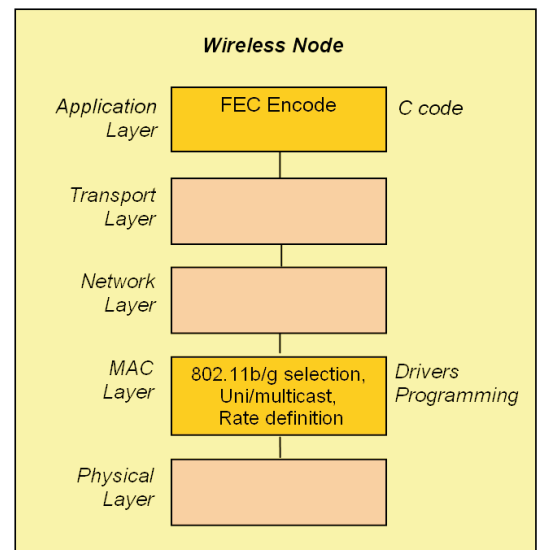 Wireless Node
Application
Layer
FEC Encode
C code
Transport
Layer
Network
Layer
MAC
Layer
802.11b/g selection,
Uni/multicast,
Rate definition
Drivers
Programming
Physical
Layer